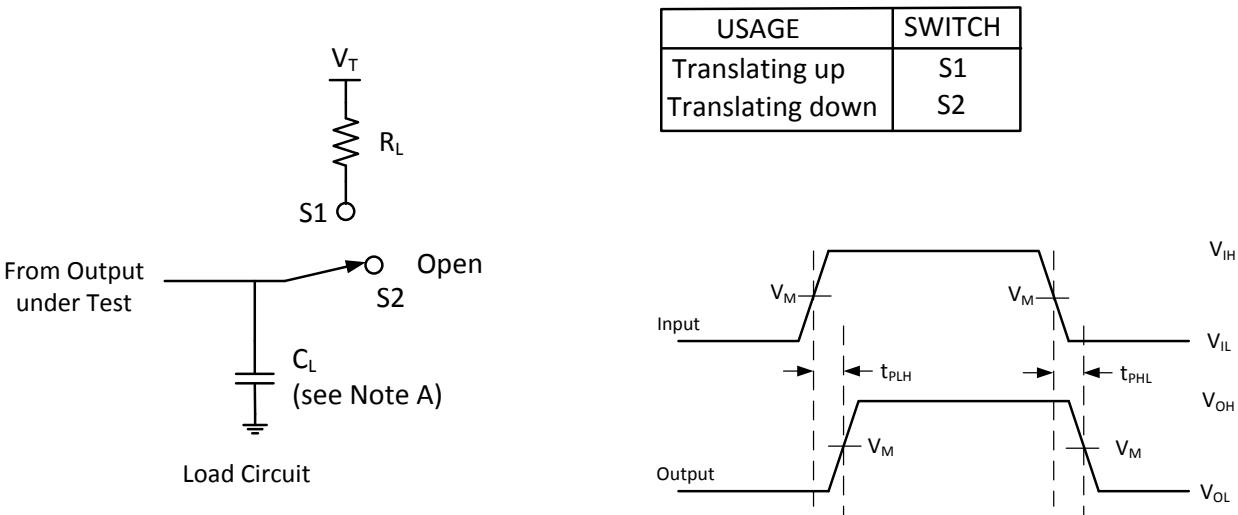 USAGE SWITCH
Translating up S1
Translating down S2
V_T
R_L
S1
Open
S2
From Output
under Test
C_L
(see Note A)
Load Circuit
V_IH
V_M V_M
Input
V_IL
t_PLH t_PHL
V_OH
V_M V_M
Output
V_OL